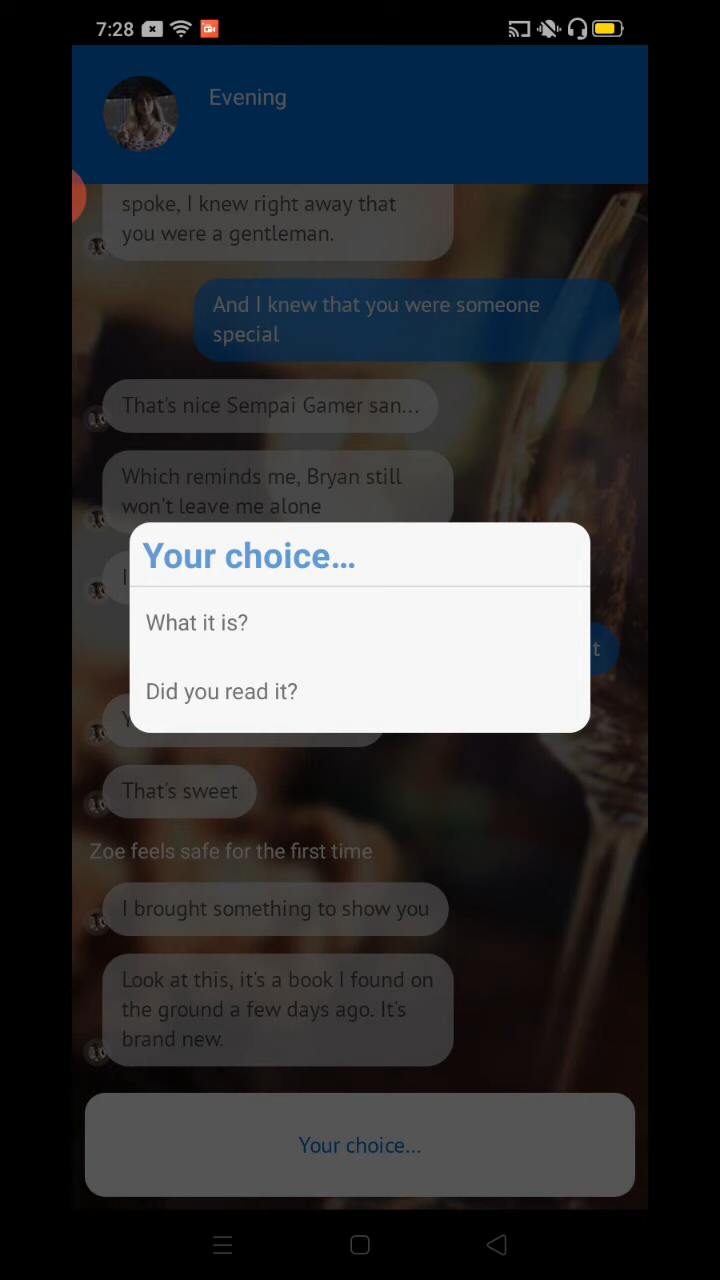 7:28
Evening
spoke, I knew right away that
you were a gentleman.
And I knew that you were someone
special
That's nice Sempai Gamer san...
Which reminds me, Bryan still
won't leave me alone
I
Your choice...
What it is?
t
Did you read it?
Y
That's sweet
Zoe feels safe for the first time
I brought something to show you
Look at this, it's a book I found on
the ground a few days ago. It's
brand new.
Your choice...